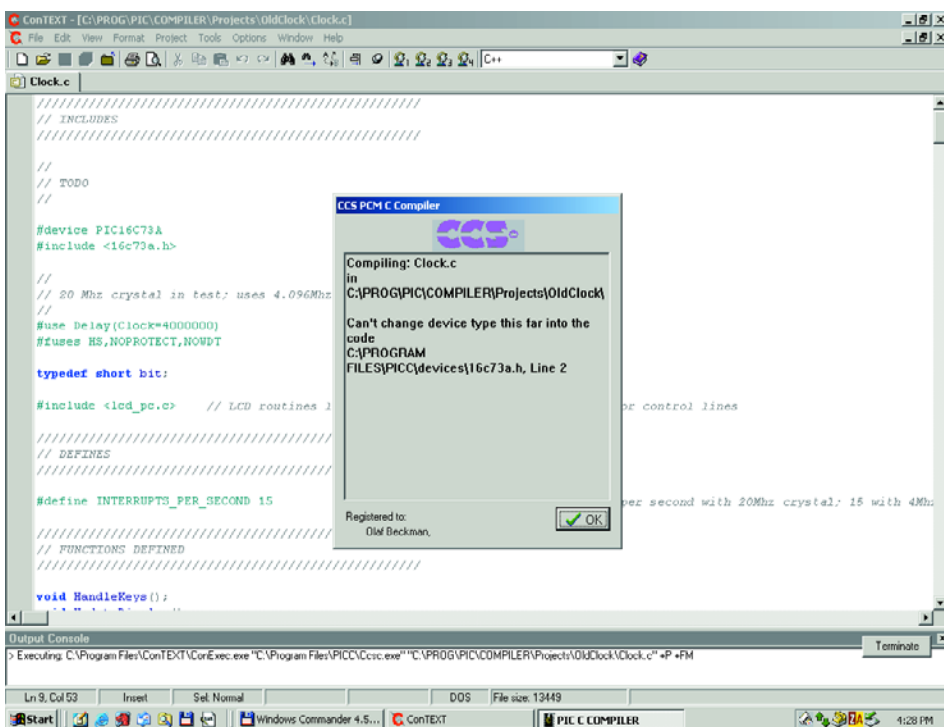 ConTEXT - [C:\PROG\PIC\COMPILER\Projects\OldClock\Clock.c]
File Edit View Format Project Tools Options Window Help
C++
Clock.c
////////////////////////////////////////////////////
// INCLUDES
////////////////////////////////////////////////////
//
// TODO
//
#device PIC16C73A
#include <16c73a.h>
//
// 20 Mhz crystal in test; uses 4.096Mhz
//
#use Delay(Clock=4000000)
#fuses HS,NOPROTECT,NOWDT
typedef short bit;
#include <lcd_pc.c> // LCD routines l or control lines
////////////////////////////////////////
// DEFINES
////////////////////////////////////////
#define INTERRUPTS_PER_SECOND 15 per second with 20Mhz crystal; 15 with 4Mhz
////////////////////////////////////////
// FUNCTIONS DEFINED
////////////////////////////////////////////////////
void HandleKeys();
CCS PCM C Compiler
CCS
Compiling: Clock.c
in
C:\PROG\PIC\COMPILER\Projects\OldClock\
Can't change device type this far into the
code
C:\PROGRAM
FILES\PICC\devices\16c73a.h, Line 2
Registered to:
Olaf Beckman,
OK
Output Console
> Executing: C:\Program Files\ConTEXT\ConExec.exe "C:\Program Files\PICC\Ccsc.exe" "C:\PROG\PIC\COMPILER\Projects\OldClock\Clock.c" +P +FM
Terminate
Ln 9, Col 53 Insert Sel: Normal DOS File size: 13449
Start Windows Commander 4.5... ConTEXT PIC C COMPILER 4:28 PM